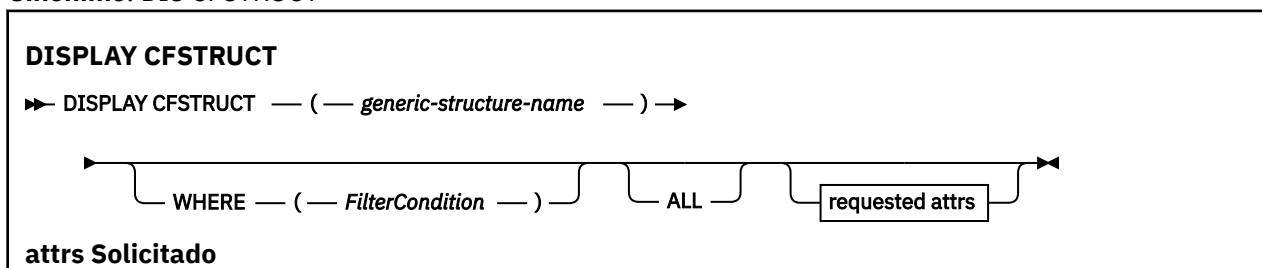 DISPLAY CFSTRUCT
DISPLAY CFSTRUCT ( generic-structure-name )
WHERE ( FilterCondition ) ALL requested attrs
attrs Solicitado